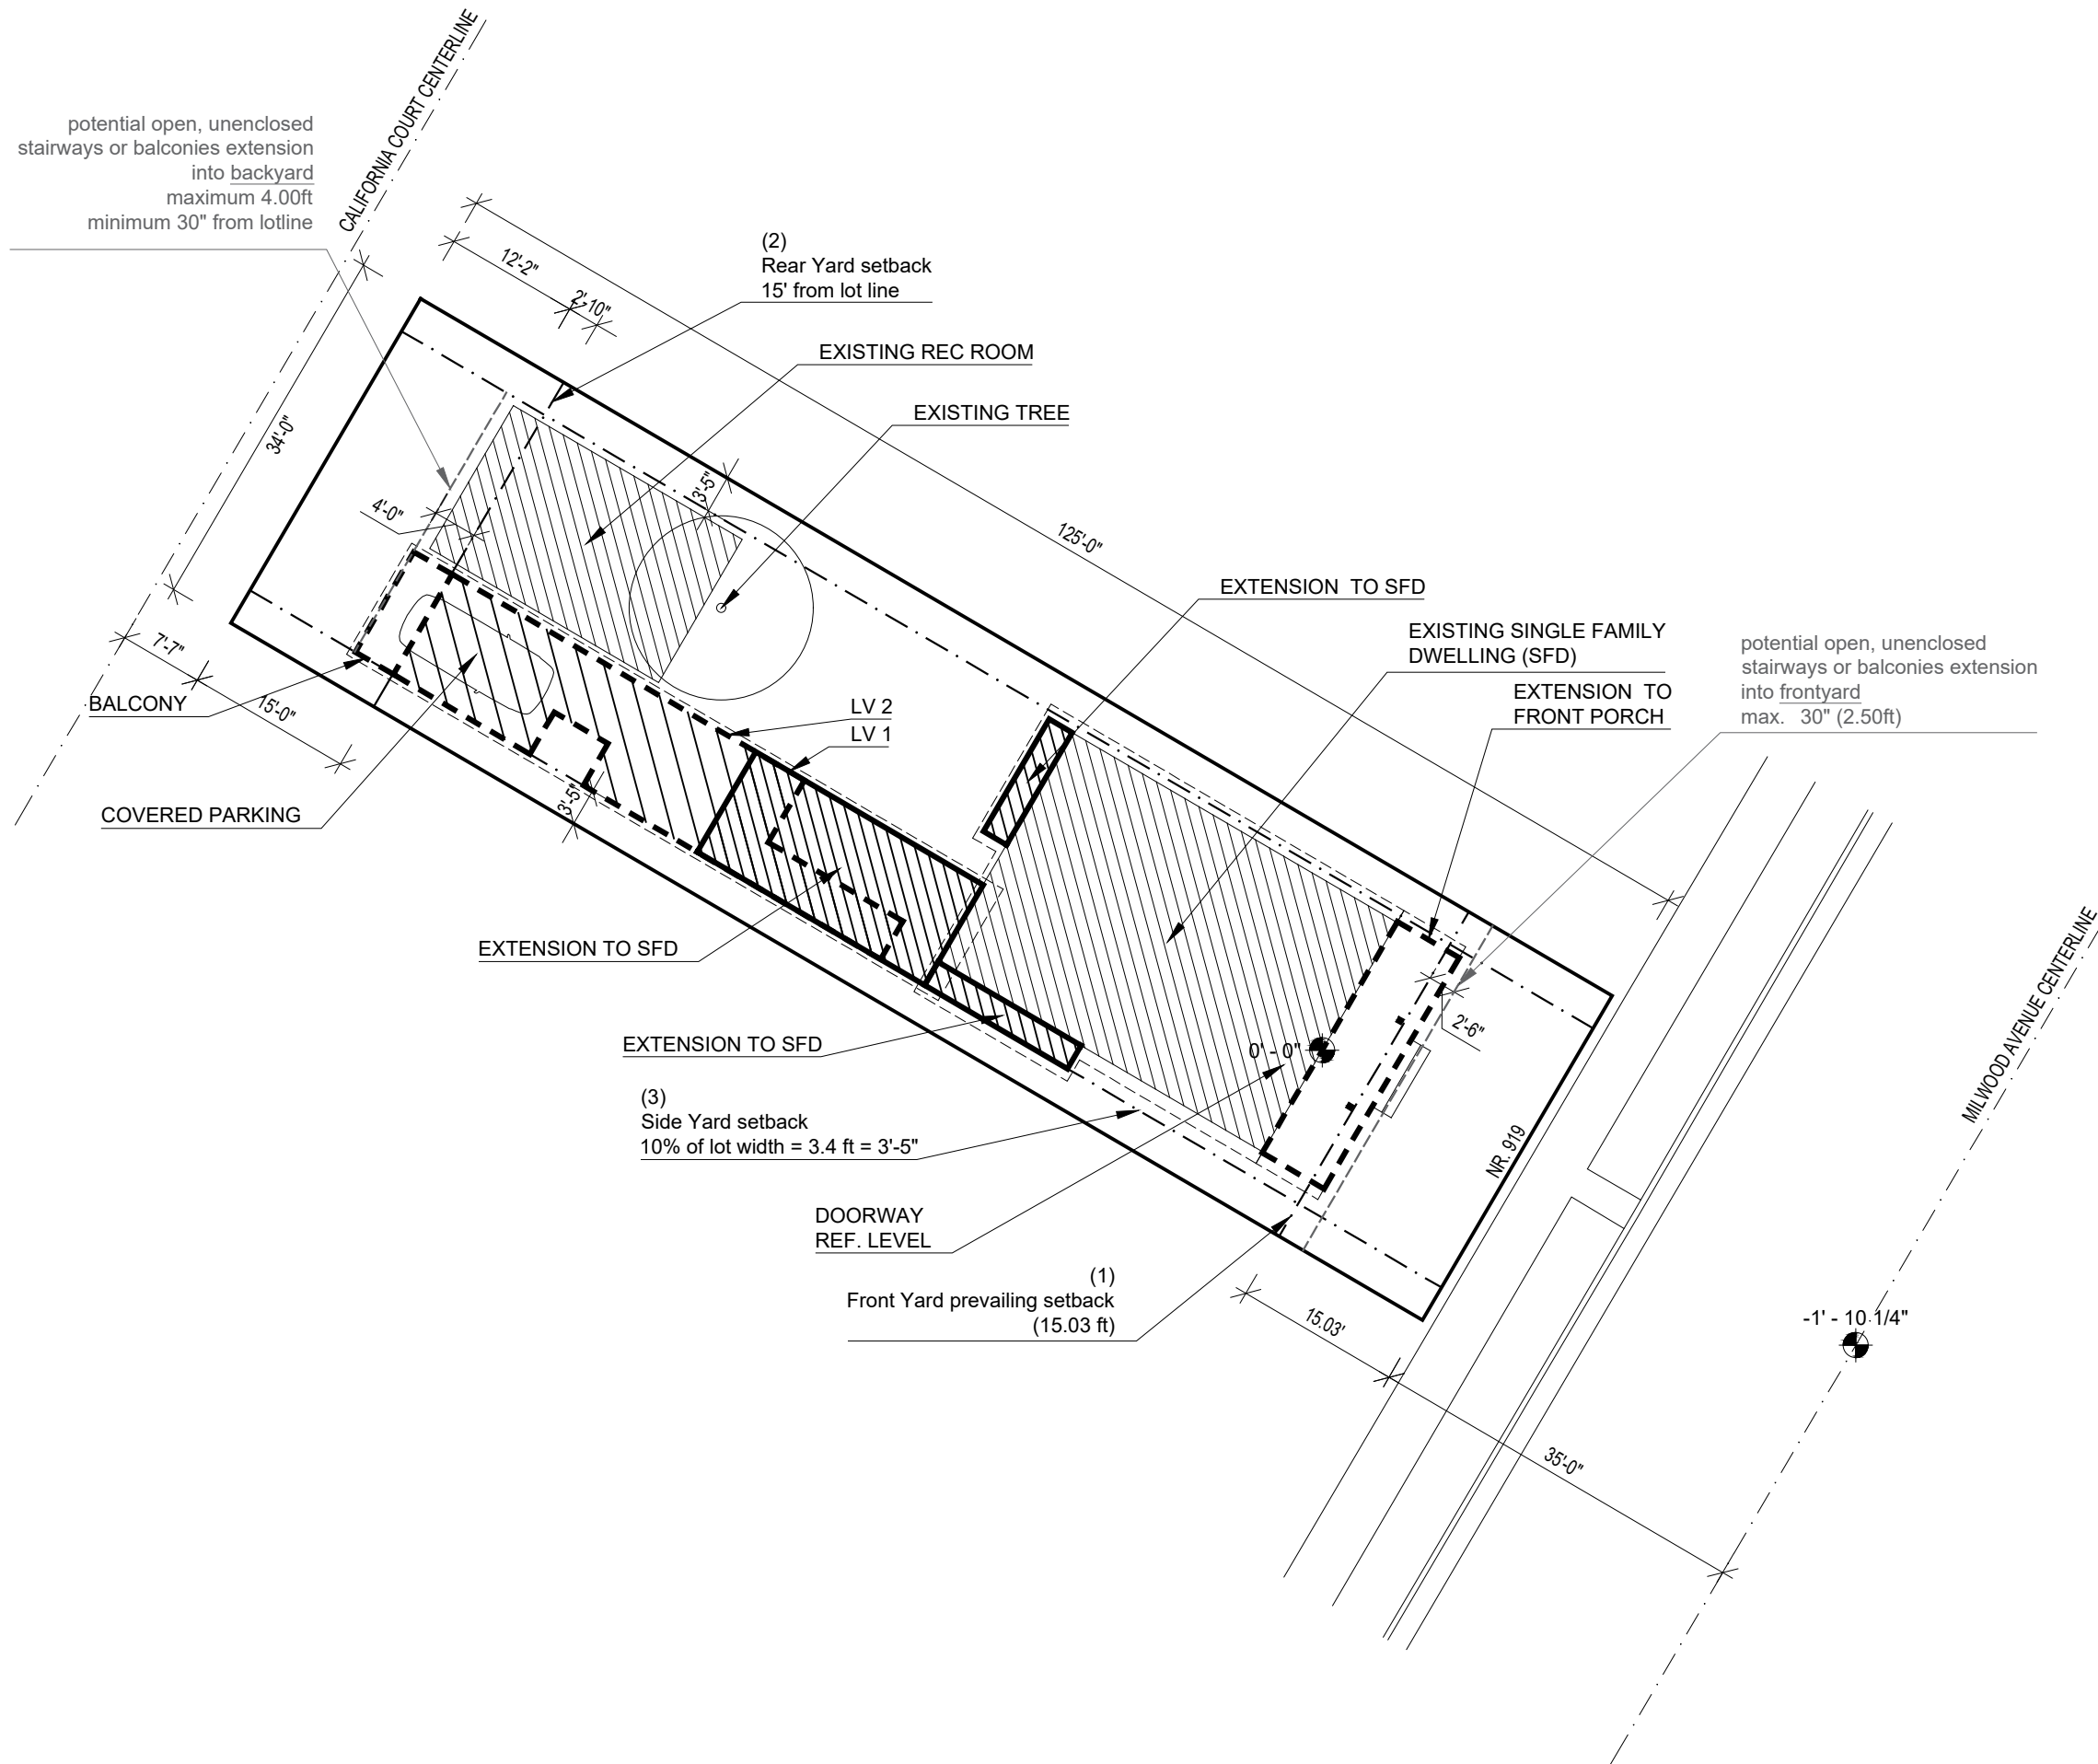 CALIFORNIA COURT CENTERLINE
potential open, unenclosed
stairways or balconies extension
into backyard
maximum 4.00ft
minimum 30" from lotline
12'-2"
2'-10"
(2)
Rear Yard setback
15' from lot line
EXISTING REC ROOM
EXISTING TREE
34'-0"
4'-0"
3'-5"
125'-0"
EXTENSION TO SFD
EXISTING SINGLE FAMILY
DWELLING (SFD)
EXTENSION TO
FRONT PORCH
potential open, unenclosed
stairways or balconies extension
into frontyard
max. 30" (2.50ft)
7'-7"
15'-0"
BALCONY
LV 2
LV 1
COVERED PARKING
3'-5"
EXTENSION TO SFD
EXTENSION TO SFD
2'-6"
0' - 0"
(3)
Side Yard setback
10% of lot width = 3.4 ft = 3'-5"
NR. 919
MILWOOD AVENUE CENTERLINE
DOORWAY
REF. LEVEL
(1)
Front Yard prevailing setback
(15.03 ft)
15.03'
-1' - 10 1/4"
35'-0"